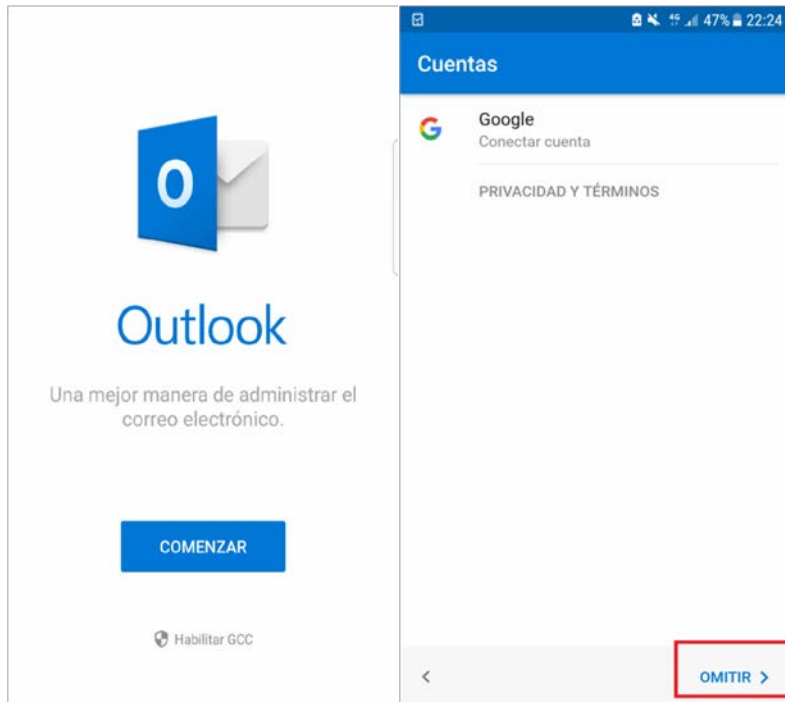 O
Outlook
Una mejor manera de administrar el
correo electrónico.
COMENZAR
Habilitar GCC
4G 47% 22:24
Cuentas
Google
Conectar cuenta
PRIVACIDAD Y TÉRMINOS
OMITIR